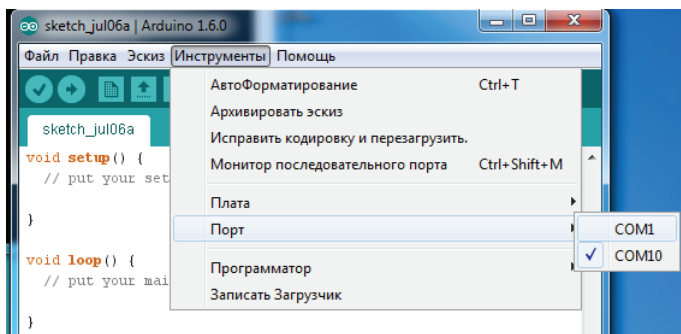 sketch_jul06a | Arduino 1.6.0
Файл Правка Эскиз Инструменты Помощь
АвтоФорматирование Ctrl+T
Архивировать эскиз
Исправить кодировку и перезагрузить.
Монитор последовательного порта Ctrl+Shift+M
Плата
Порт
Программатор
Записать Загрузчик
COM1
COM10
sketch_jul06a
void setup() {
// put your set
}
void loop() {
// put your mai
}